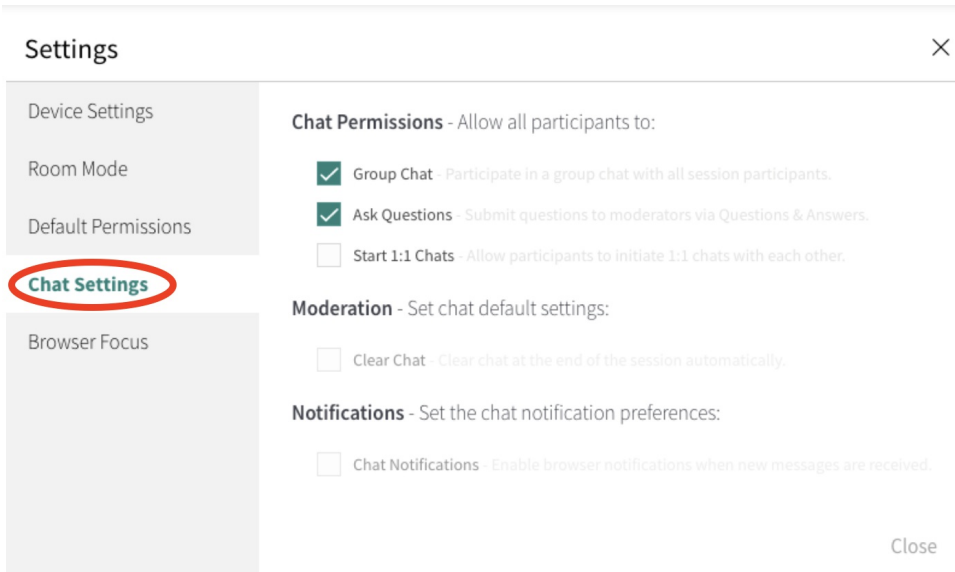 Settings
Device Settings
Room Mode
Default Permissions
Chat Settings
Browser Focus
Chat Permissions - Allow all participants to:
Group Chat - Participate in a group chat with all session participants.
Ask Questions - Submit questions to moderators via Questions & Answers.
Start 1:1 Chats - Allow participants to initiate 1:1 chats with each other.
Moderation - Set chat default settings:
Clear Chat - Clear chat at the end of the session automatically.
Notifications - Set the chat notification preferences:
Chat Notifications - Enable browser notifications when new messages are received.
Close